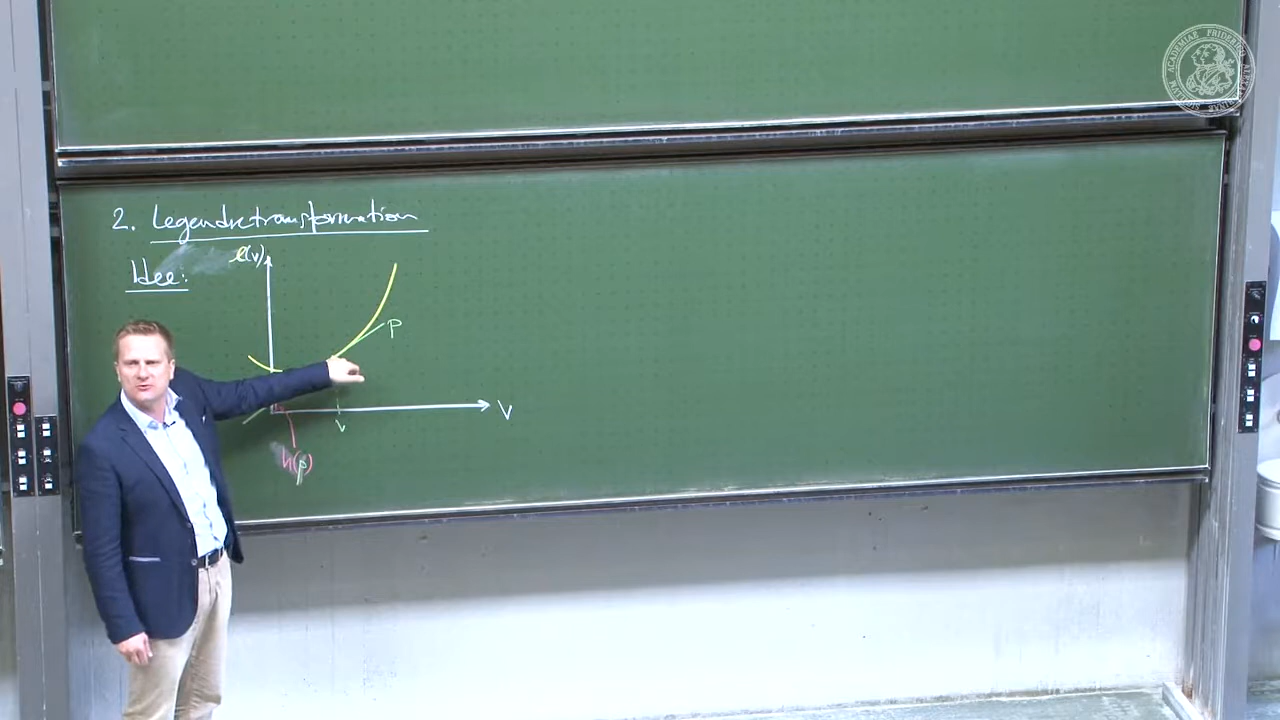 2. Legendretransformation
Idee:
l(v)
p
v
v
h(p)